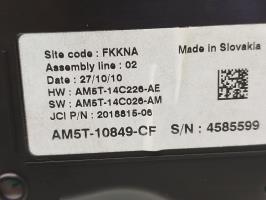 Site code : FKKNA
Made in Slovakia
Assembly line : 02
Date : 27/10/10
HW : AM5T-14C226-AE
SW : AM5T-14C026-AM
JCI P/N : 2018815-06
AM5T-10849-CF S/N : 4585599